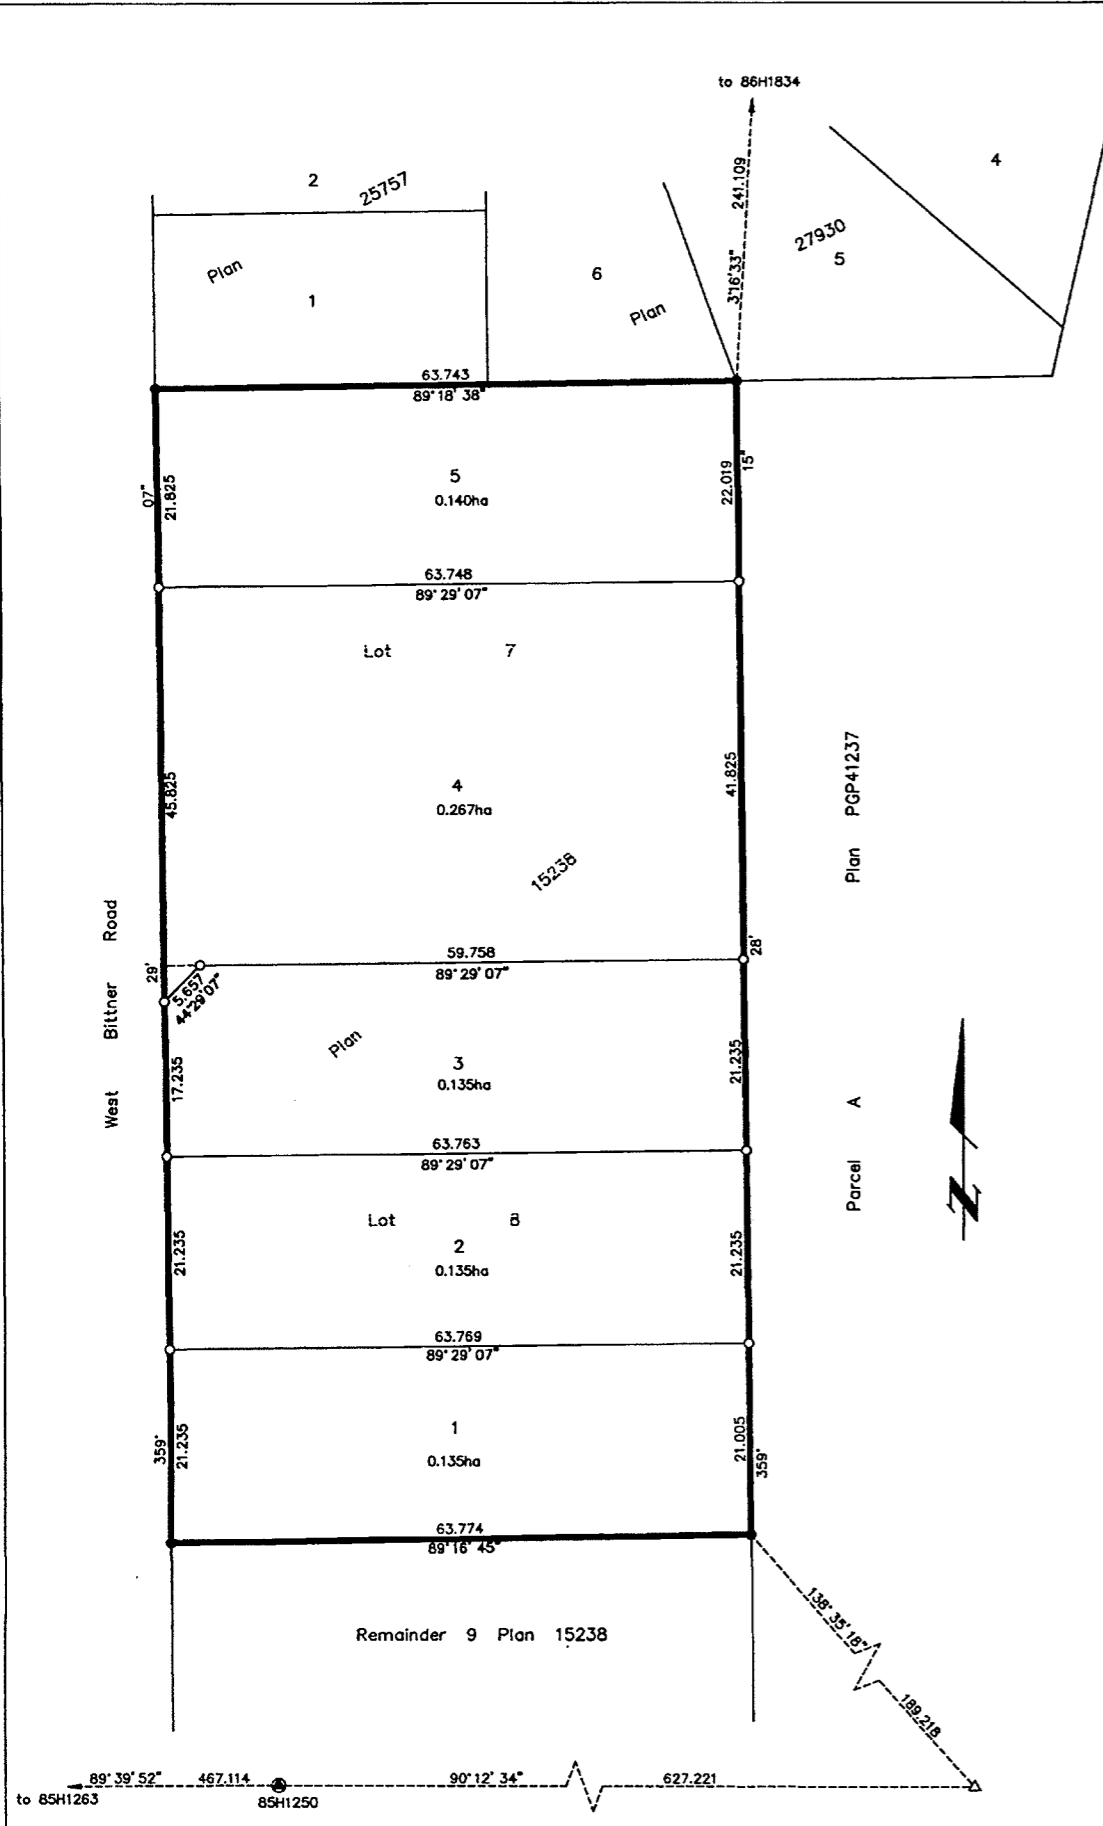 to 86H1834
4
2
25757
241.109
27930
5
Plan
1
6
3°16'33"
Plan
63.743
89°18'38"
07"
21.825
5
0.140ha
22.019
15"
63.748
89°29'07"
Lot 7
45.825
4
0.267ha
41.825
Plan PGP41237
15238
West Bittner Road
29'
59.758
89°29'07"
28'
5.657
44°29'07"
Plan
17.235
3
0.135ha
21.235
Parcel A
63.763
89°29'07"
N
Lot 8
21.235
2
0.135ha
21.235
63.769
89°29'07"
359°
21.235
1
0.135ha
21.005
359°
63.774
89°16'45"
138°35'18"
Remainder 9 Plan 15238
189.218
89°39'52" 467.114 90°12'34" 627.221
to 85H1263
85H1250